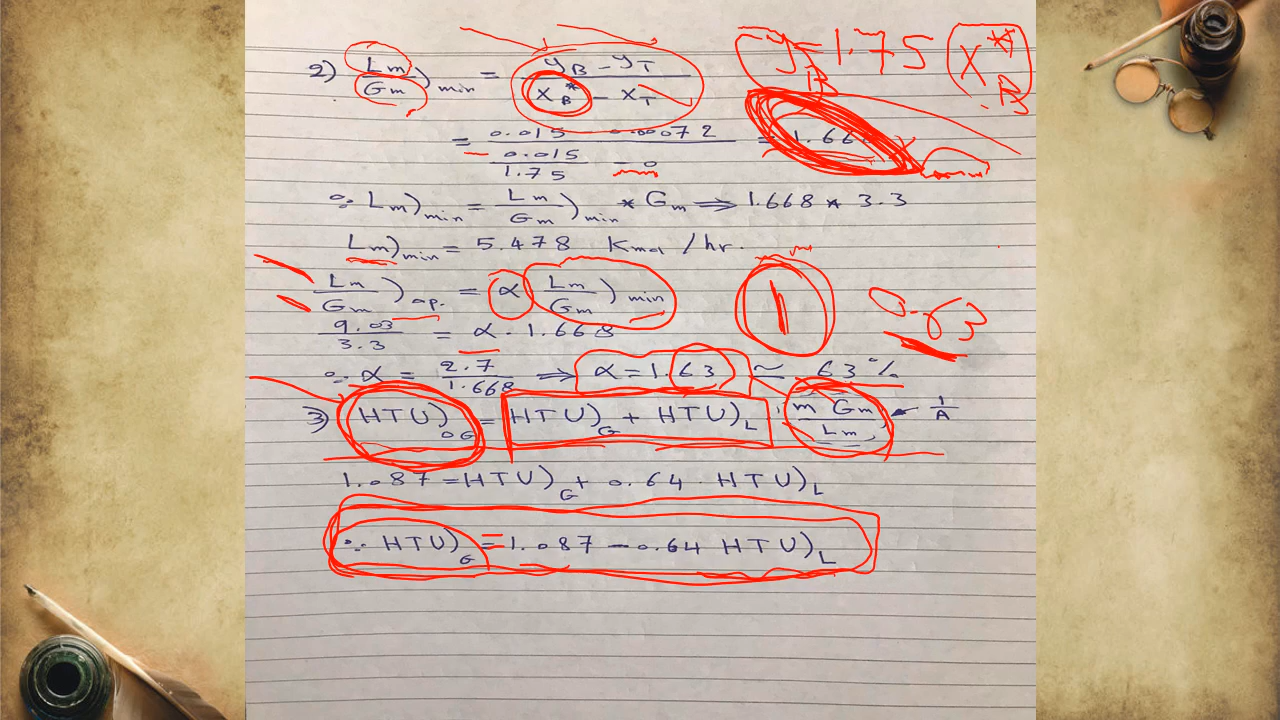 2) Lm/Gm)min = yB - yT / xB* - xT
yB = 1.75 xB*
= 0.015 - 0.00072 / (0.015/1.75) - 0 = 1.66
∵ Lm)min = Lm/Gm)min * Gm ⟹ 1.668 * 3.3
Lm)min = 5.478 Kmol/hr.
Lm/Gm)op. = α Lm/Gm)min
1
0.63
9.03/3.3 = α . 1.668
∵ α = 2.7/1.668 ⟹ α = 1.63 ≃ 63%
3) HTU)OG = HTU)G + HTU)L . m Gm/Lm ← 1/A
1.087 = HTU)G + 0.64 . HTU)L
∵ HTU)G = 1.087 - 0.64 HTU)L